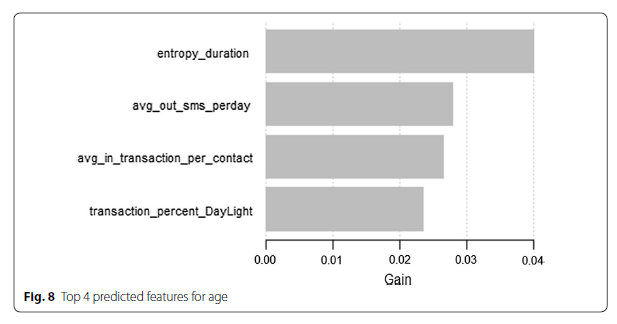 entropy_duration
avg_out_sms_perday
avg_in_transaction_per_contact
transaction_percent_DayLight
0.00 0.01 0.02 0.03 0.04
Gain
Fig. 8 Top 4 predicted features for age